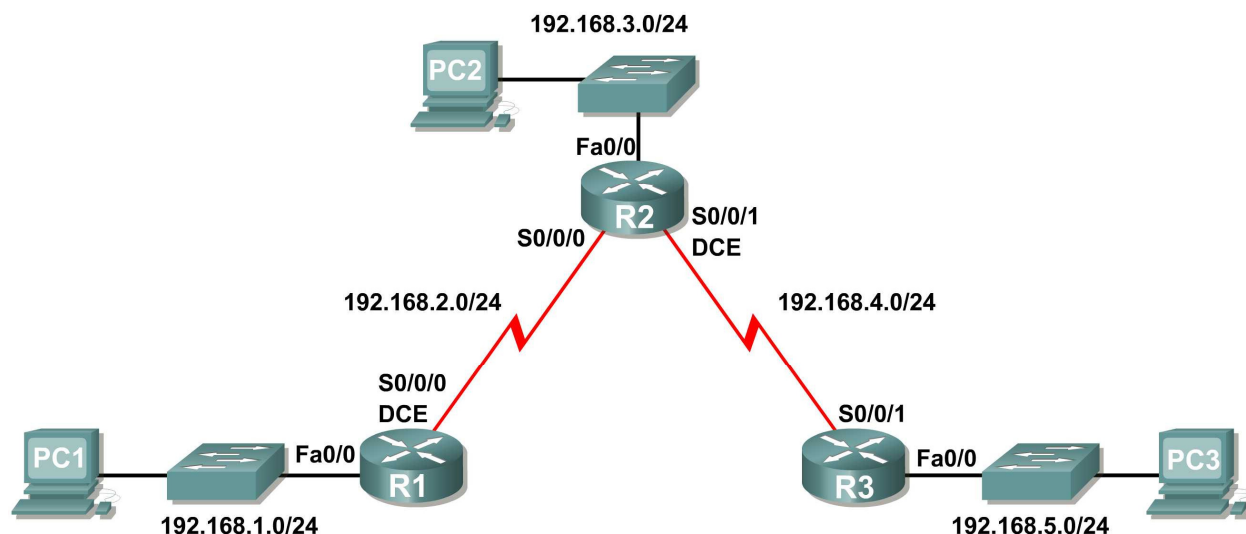 192.168.3.0/24
PC2
Fa0/0
R2
S0/0/0
S0/0/1
DCE
192.168.2.0/24
192.168.4.0/24
S0/0/0
DCE
S0/0/1
PC1
Fa0/0
R1
R3
Fa0/0
PC3
192.168.1.0/24
192.168.5.0/24